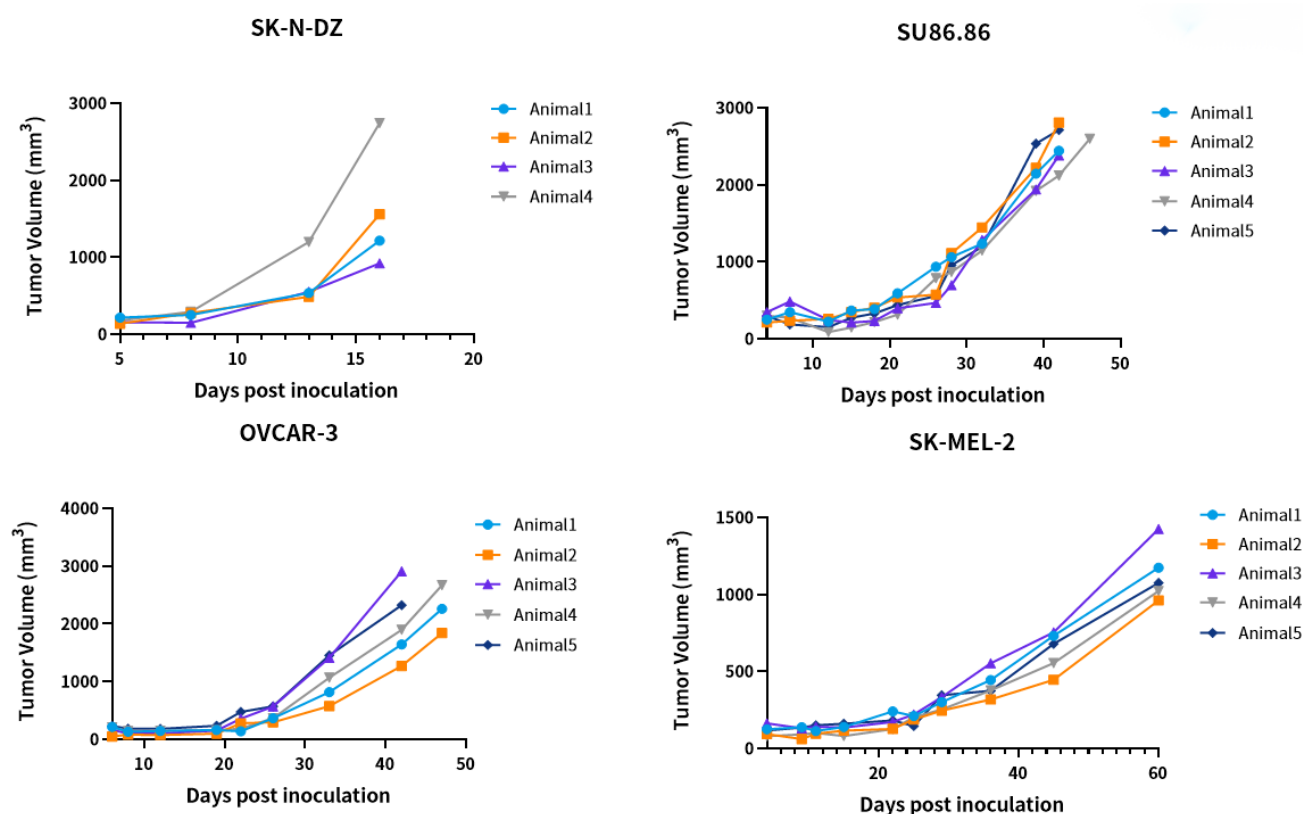 SK-N-DZ
Tumor Volume (mm³)
3000
2000
1000
0
5
10
15
20
Days post inoculation
Animal1
Animal2
Animal3
Animal4
SU86.86
Tumor Volume (mm³)
3000
2000
1000
0
10
20
30
40
50
Days post inoculation
Animal1
Animal2
Animal3
Animal4
Animal5
OVCAR-3
Tumor Volume (mm³)
4000
3000
2000
1000
0
10
20
30
40
50
Days post inoculation
Animal1
Animal2
Animal3
Animal4
Animal5
SK-MEL-2
Tumor Volume (mm³)
1500
1000
500
0
20
40
60
Days post inoculation
Animal1
Animal2
Animal3
Animal4
Animal5